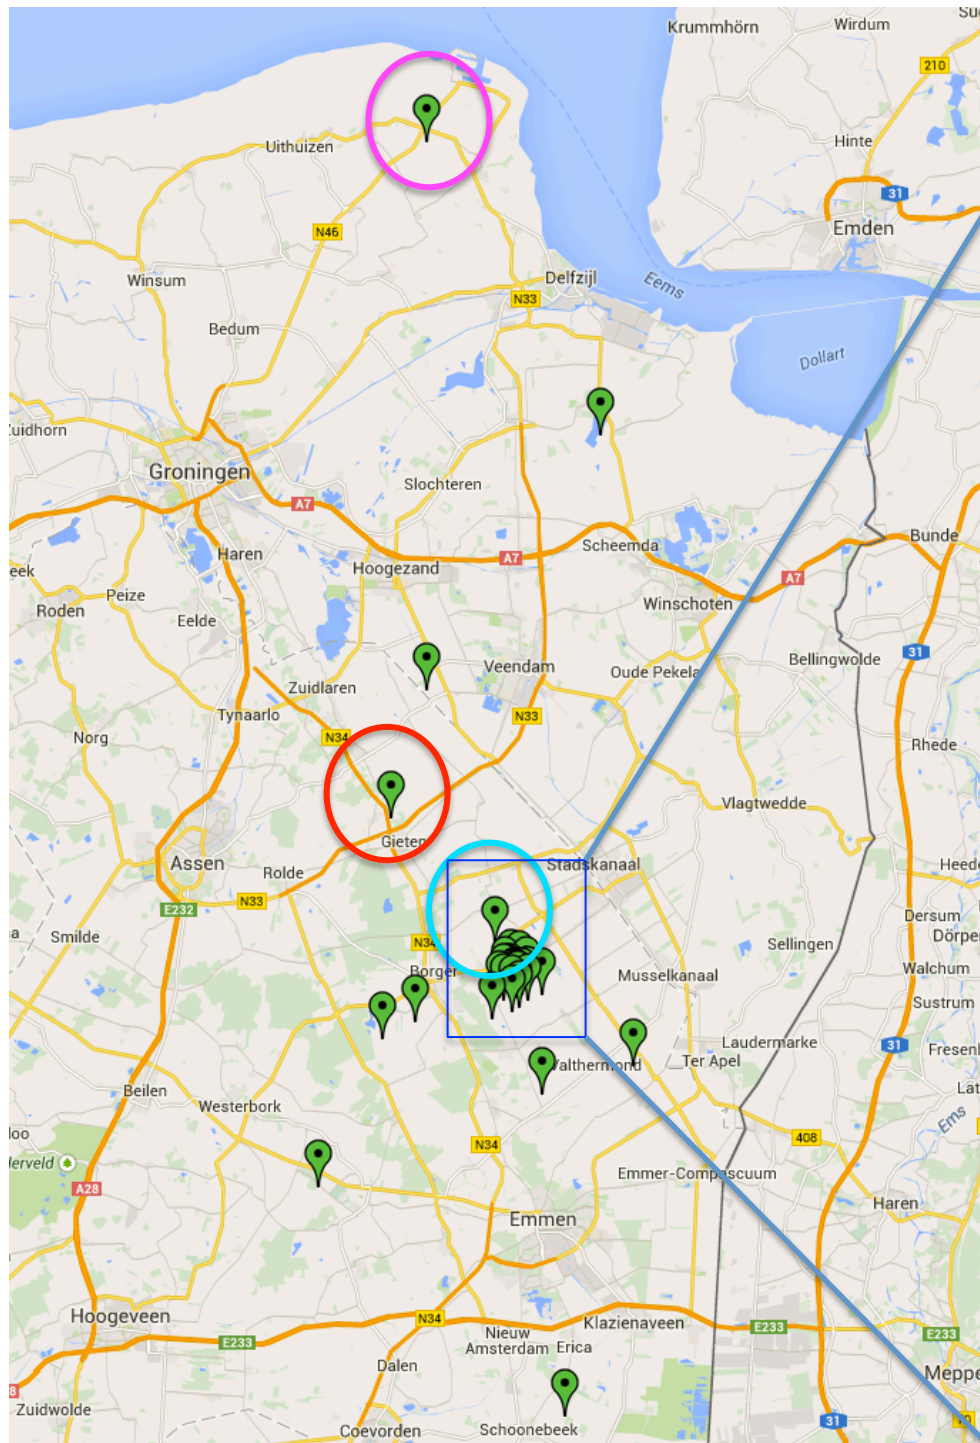 Krummhörn
Wirdum
210
Hinte
Uithuizen
31
Emden
N46
Winsum
Delfzijl
Eems
N33
Bedum
Dollart
Groningen
Slochteren
A7
Bunde
Haren
Scheemda
A7
Hoogezand
A7
Peize
Roden
Winschoten
Eelde
31
Veendam
Bellingwolde
Oude Pekela
Zuidlaren
Tynaarlo
N33
Norg
N34
Rhede
Vlagtwedde
Gieten
Assen
Stadskanaal
Rolde
N33
E232
Dersum
Smilde
N34
Sellingen
Borger
Musselkanaal
Walchum
Sustrum
Laudermarke
31
Valthermond
Ter Apel
Beilen
Westerbork
Ems
408
N34
A28
Emmer-Compascuum
Haren
Emmen
Hoogeveen
N34
Klazienaveen
E233
E233
E233
Nieuw
Amsterdam
Erica
Dalen
Zuidwolde
Schoonebeek
Coevorden
31